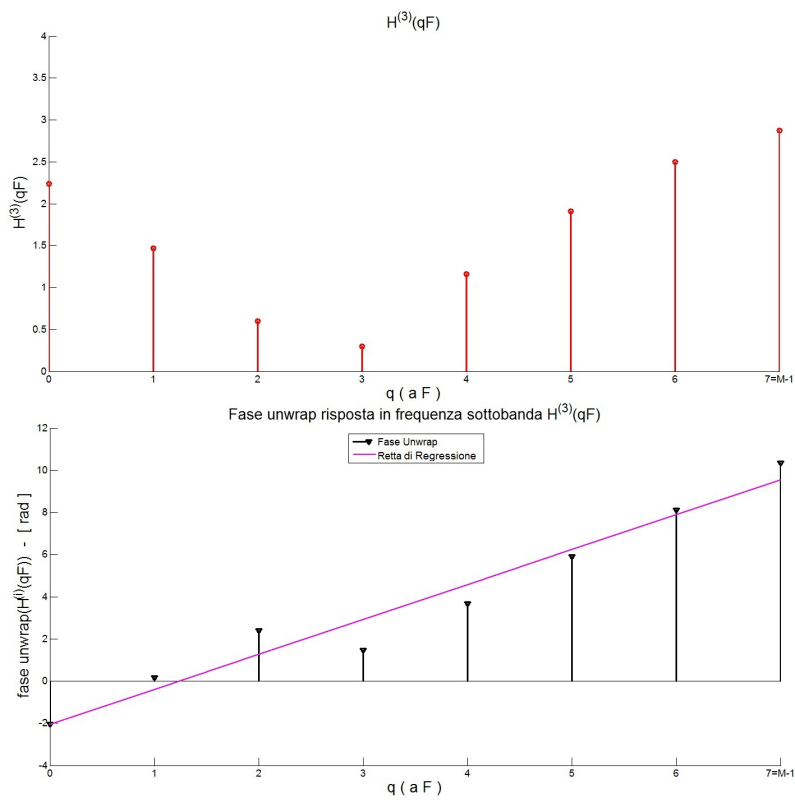 H(3)(qF)
4
3.5
3
2.5
2
1.5
1
0.5
0
H(3)(qF)
0 1 2 3 4 5 6 7=M-1
q ( a F )
Fase unwrap risposta in frequenza sottobanda H(3)(qF)
12
10
8
6
4
2
0
-2
-4
fase unwrap(H(i)(qF)) - [ rad ]
Fase Unwrap
Retta di Regressione
0 1 2 3 4 5 6 7=M-1
q ( a F )